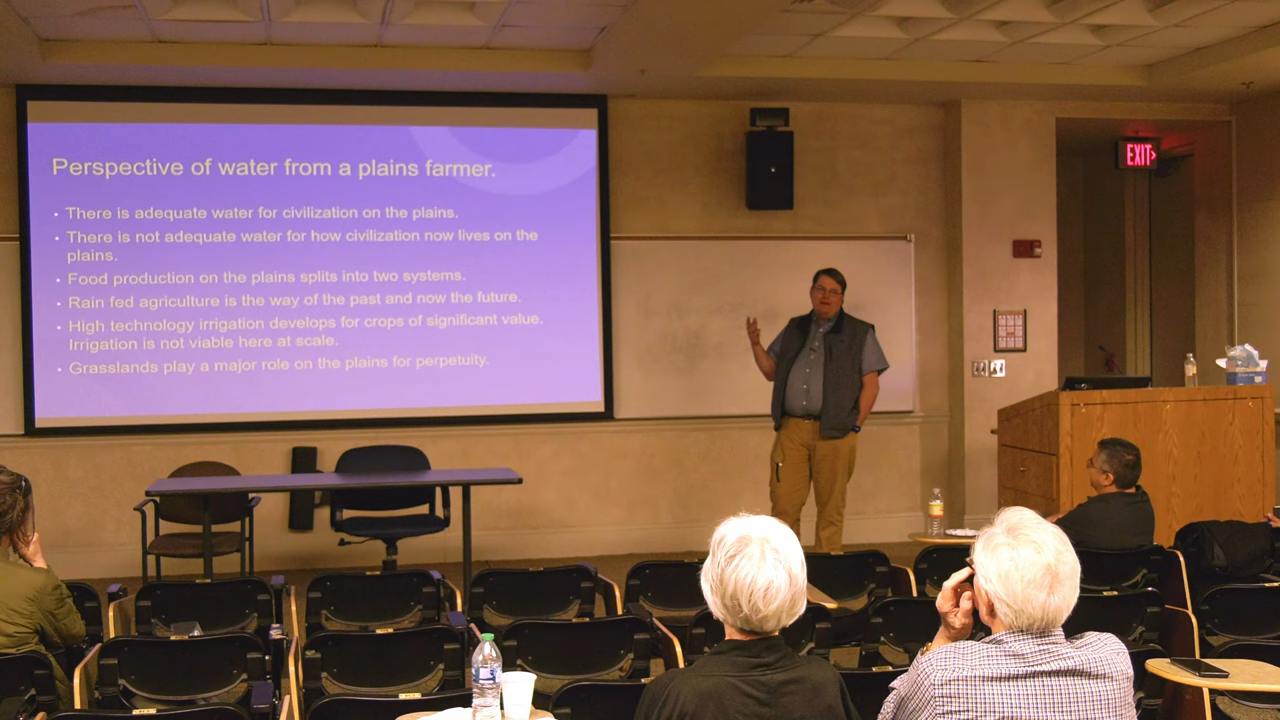 Perspective of water from a plains farmer.
• There is adequate water for civilization on the plains.
• There is not adequate water for how civilization now lives on the
plains.
• Food production on the plains splits into two systems.
• Rain fed agriculture is the way of the past and now the future.
• High technology irrigation develops for crops of significant value.
Irrigation is not viable here at scale.
• Grasslands play a major role on the plains for perpetuity.
EXIT